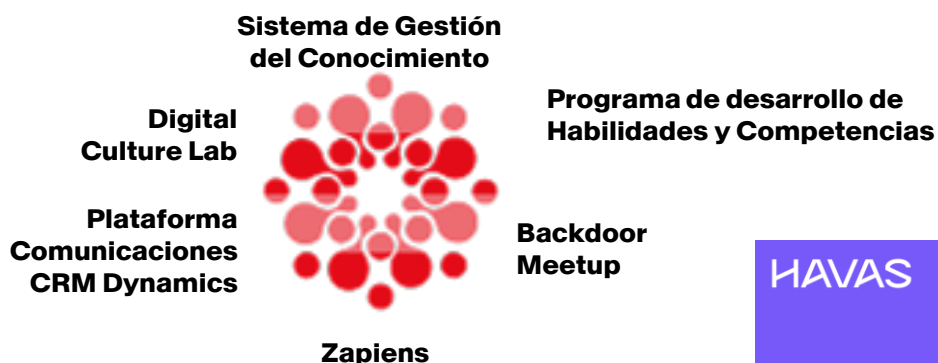 Sistema de Gestión
del Conocimiento
Programa de desarrollo de
Habilidades y Competencias
Digital
Culture Lab
Plataforma
Comunicaciones
CRM Dynamics
Backdoor
Meetup
HAVAS
Zapiens